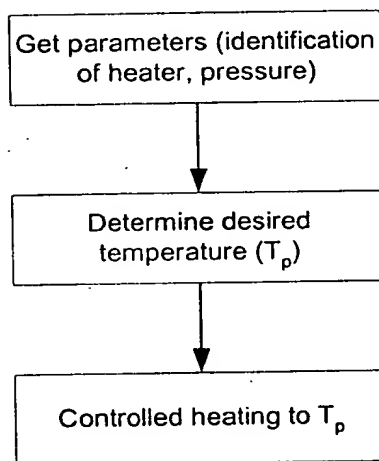 Get parameters (identification
of heater, pressure)
Determine desired
temperature (Tp)
Controlled heating to Tp